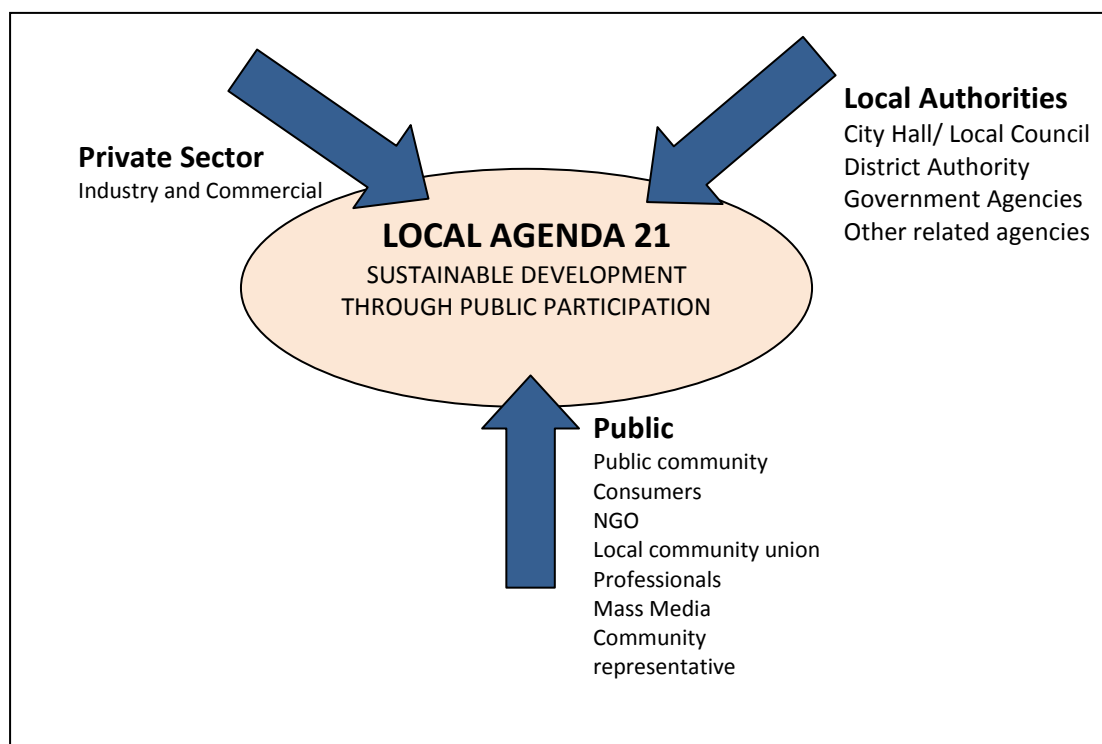 Private Sector
Industry and Commercial
Local Authorities
City Hall/ Local Council
District Authority
Government Agencies
Other related agencies
LOCAL AGENDA 21
SUSTAINABLE DEVELOPMENT
THROUGH PUBLIC PARTICIPATION
Public
Public community
Consumers
NGO
Local community union
Professionals
Mass Media
Community
representative